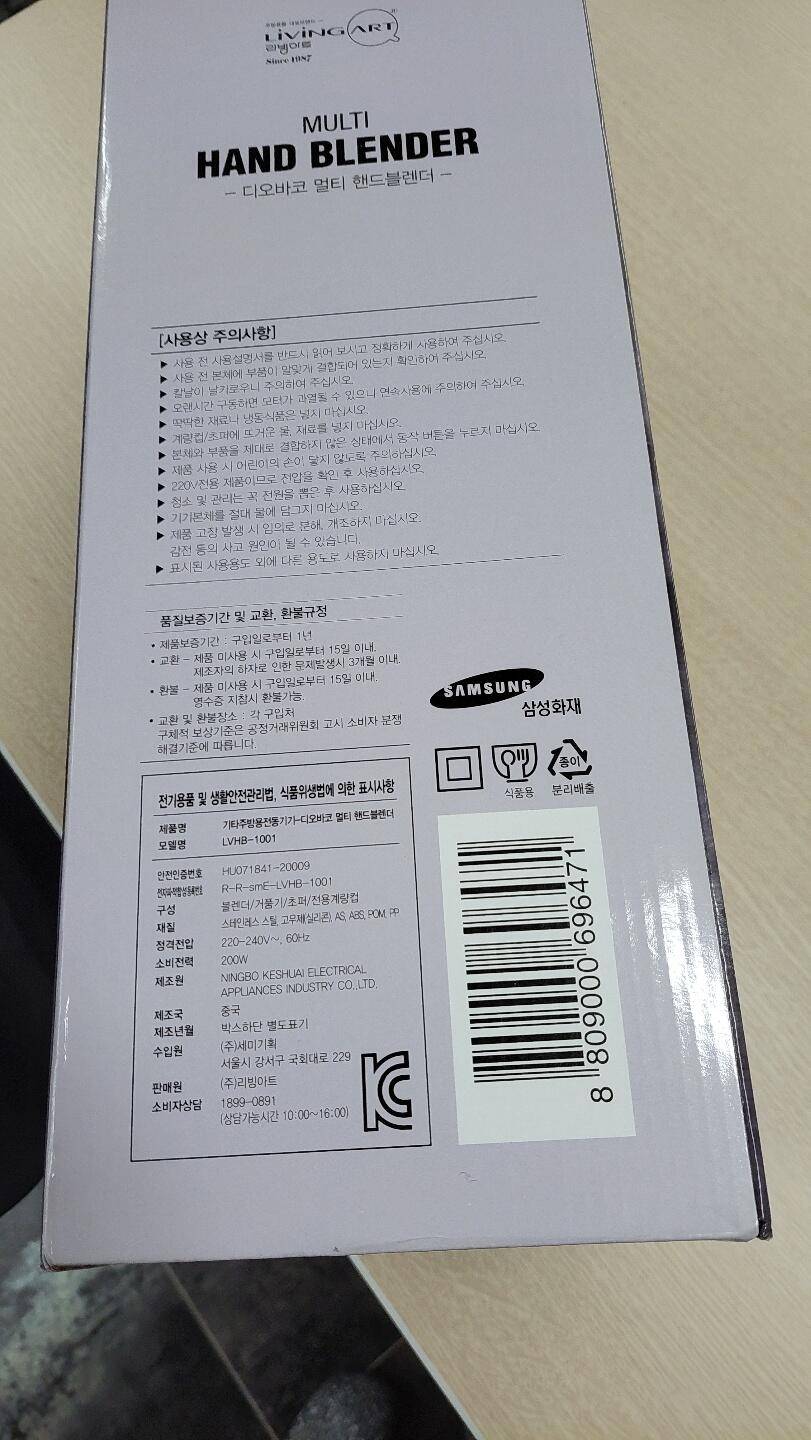 LiViNG ART
리빙아트
Since 1987
MULTI
HAND BLENDER
– 디오바코 멀티 핸드블렌더 –
[사용상 주의사항]
▶ 사용 전 사용설명서를 반드시 읽어 보시고 정확하게 사용하여 주십시오.
▶ 사용 전 본체에 부품이 알맞게 결합되어 있는지 확인하여 주십시오.
▶ 칼날이 날카로우니 주의하여 주십시오.
▶ 오랜시간 구동하면 모터가 과열될 수 있으니 연속사용에 주의하여 주십시오.
▶ 딱딱한 재료나 냉동식품은 넣지 마십시오.
▶ 계량컵/초퍼에 뜨거운 물, 재료를 넣지 마십시오.
▶ 본체와 부품을 제대로 결합하지 않은 상태에서 동작 버튼을 누르지 마십시오.
▶ 제품 사용 시 어린이의 손이 닿지 않도록 주의하십시오.
▶ 220V전용 제품이므로 전압을 확인 후 사용하십시오.
▶ 청소 및 관리는 꼭 전원을 뽑은 후 사용하십시오.
▶ 기기본체를 절대 물에 담그지 마십시오.
▶ 제품 고장 발생 시 임의로 분해, 개조하지 마십시오.
감전 등의 사고 원인이 될 수 있습니다.
▶ 표시된 사용용도 외에 다른 용도로 사용하지 마십시오.
품질보증기간 및 교환, 환불규정
• 제품보증기간 : 구입일로부터 1년
• 교환 – 제품 미사용 시 구입일로부터 15일 이내.
제조자의 하자로 인한 문제발생시 3개월 이내.
• 환불 – 제품 미사용 시 구입일로부터 15일 이내.
영수증 지참시 환불가능.
• 교환 및 환불장소 : 각 구입처
구체적 보상기준은 공정거래위원회 고시 소비자 분쟁
해결기준에 따릅니다.
SAMSUNG
삼성화재
종이
식품용 분리배출
전기용품 및 생활안전관리법, 식품위생법에 의한 표시사항
제품명 기타주방용전동기기-디오바코 멀티 핸드블렌더
모델명 LVHB-1001
안전인증번호 HU071841-20009
R-R-smE-LVHB-1001
구성 블렌더/거품기/초퍼/전용계량컵
재질 스테인레스 스틸, 고무제(실리콘), AS, ABS, POM, PP
정격전압 220-240V~, 60Hz
소비전력 200W
제조원 NINGBO KESHUAI ELECTRICAL
APPLIANCES INDUSTRY CO.,LTD.
제조국 중국
제조년월 박스하단 별도표기
수입원 (주)세미기획
서울시 강서구 국회대로 229
판매원 (주)리빙아트
소비자상담 1899-0891
(상담가능시간 10:00~16:00)
8 809000 696471